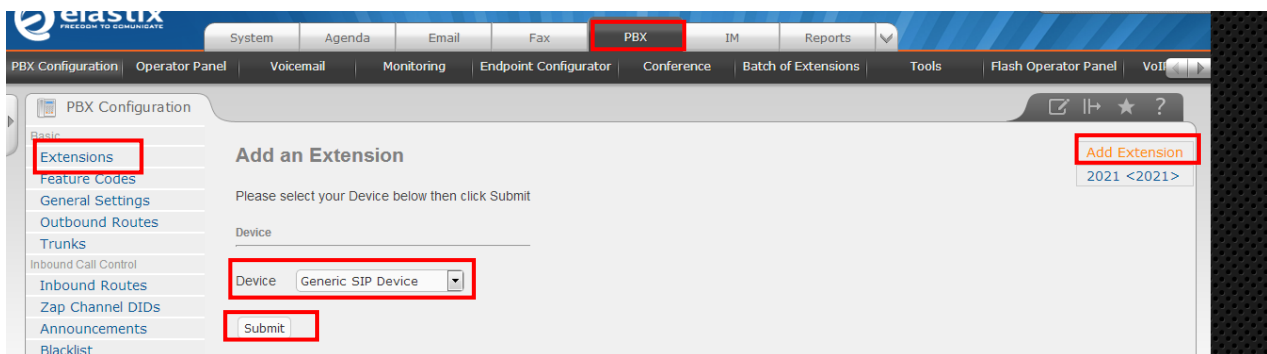 elastix
FREEDOM TO COMUNICATE
System Agenda Email Fax PBX IM Reports
PBX Configuration Operator Panel Voicemail Monitoring Endpoint Configurator Conference Batch of Extensions Tools Flash Operator Panel VoIP
PBX Configuration ?
Basic
Extensions
Feature Codes
General Settings
Outbound Routes
Trunks
Inbound Call Control
Inbound Routes
Zap Channel DIDs
Announcements
Blacklist
Add an Extension
Please select your Device below then click Submit
Device
Device Generic SIP Device
Submit
Add Extension
2021 <2021>